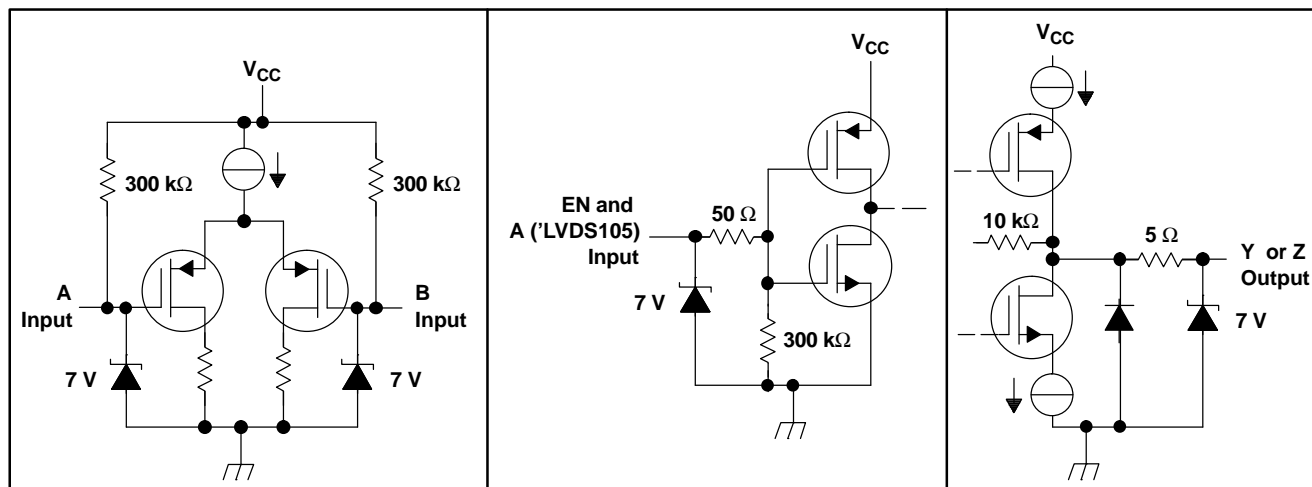 VCC
300 kΩ
300 kΩ
A
Input
B
Input
7 V
7 V
VCC
EN and
A ('LVDS105)
Input
50 Ω
7 V
300 kΩ
VCC
10 kΩ
5 Ω
Y or Z
Output
7 V